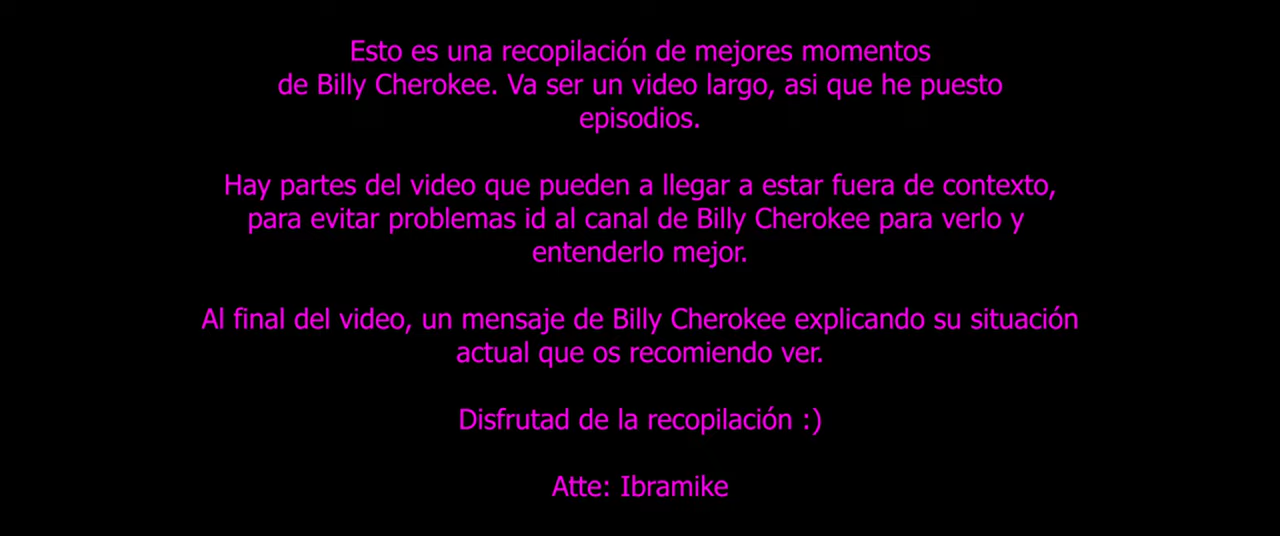 Esto es una recopilación de mejores momentos
de Billy Cherokee. Va ser un video largo, asi que he puesto
episodios.
Hay partes del video que pueden a llegar a estar fuera de contexto,
para evitar problemas id al canal de Billy Cherokee para verlo y
entenderlo mejor.
Al final del video, un mensaje de Billy Cherokee explicando su situación
actual que os recomiendo ver.
Disfrutad de la recopilación :)
Atte: Ibramike